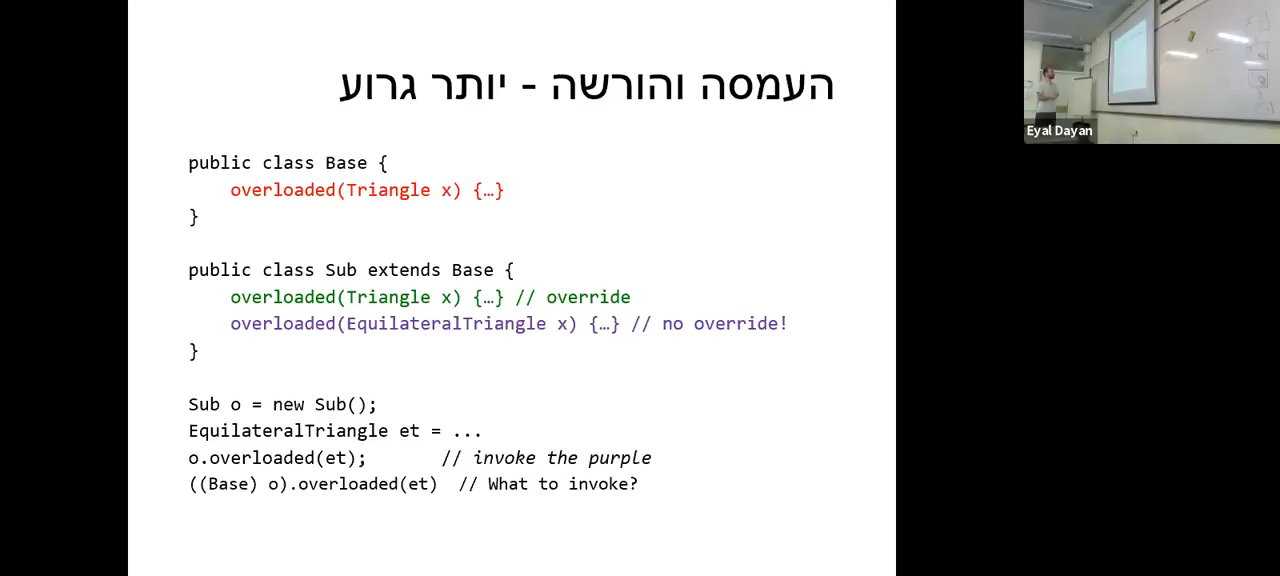 העמסה והורשה - יותר גרוע
public class Base {
overloaded(Triangle x) {…}
}
public class Sub extends Base {
overloaded(Triangle x) {…} // override
overloaded(EquilateralTriangle x) {…} // no override!
}
Sub o = new Sub();
EquilateralTriangle et = ...
o.overloaded(et); // invoke the purple
((Base) o).overloaded(et) // What to invoke?
Eyal Dayan